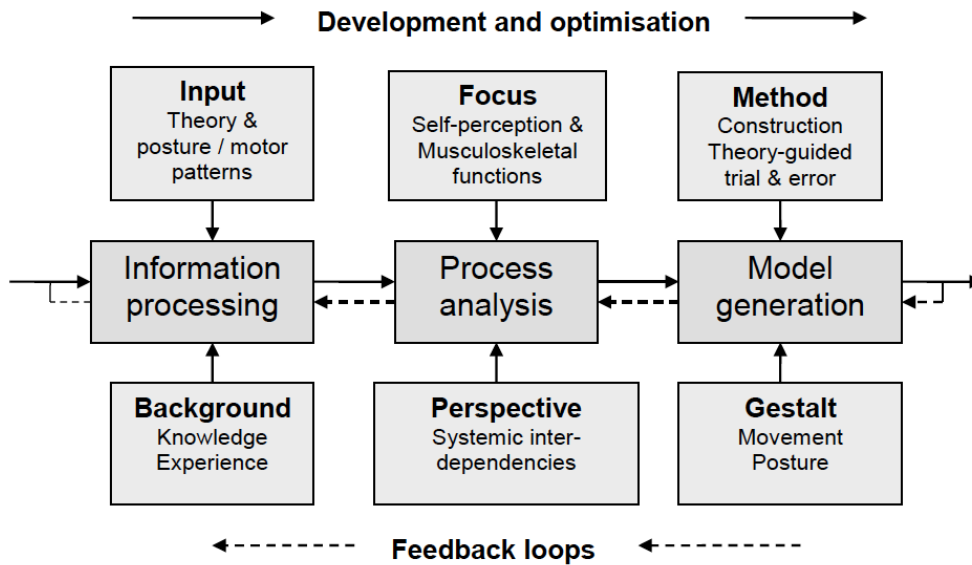 Development and optimisation
Input
Theory &
posture / motor
patterns
Focus
Self-perception &
Musculoskeletal
functions
Method
Construction
Theory-guided
trial & error
Information
processing
Process
analysis
Model
generation
Background
Knowledge
Experience
Perspective
Systemic inter-
dependencies
Gestalt
Movement
Posture
Feedback loops